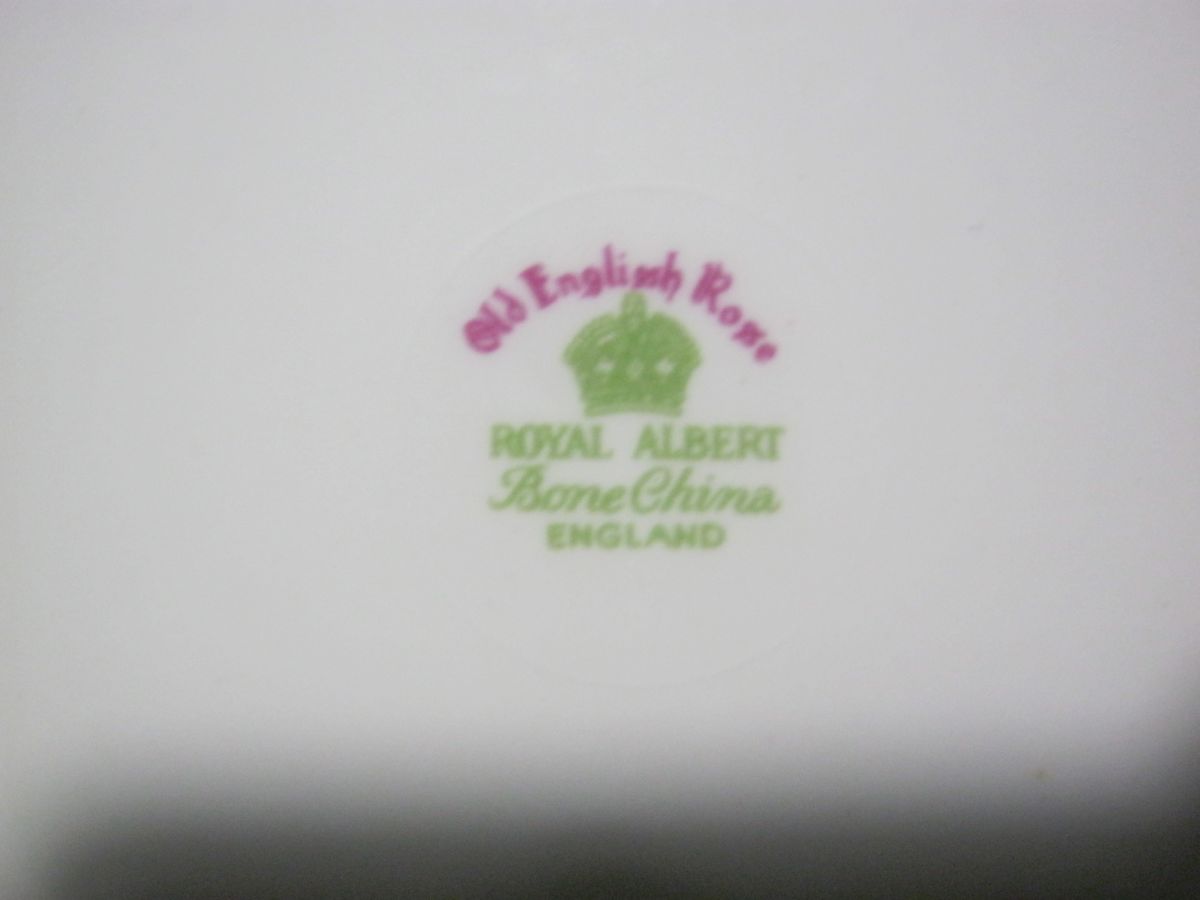 Old English Rose
ROYAL ALBERT
Bone China
ENGLAND